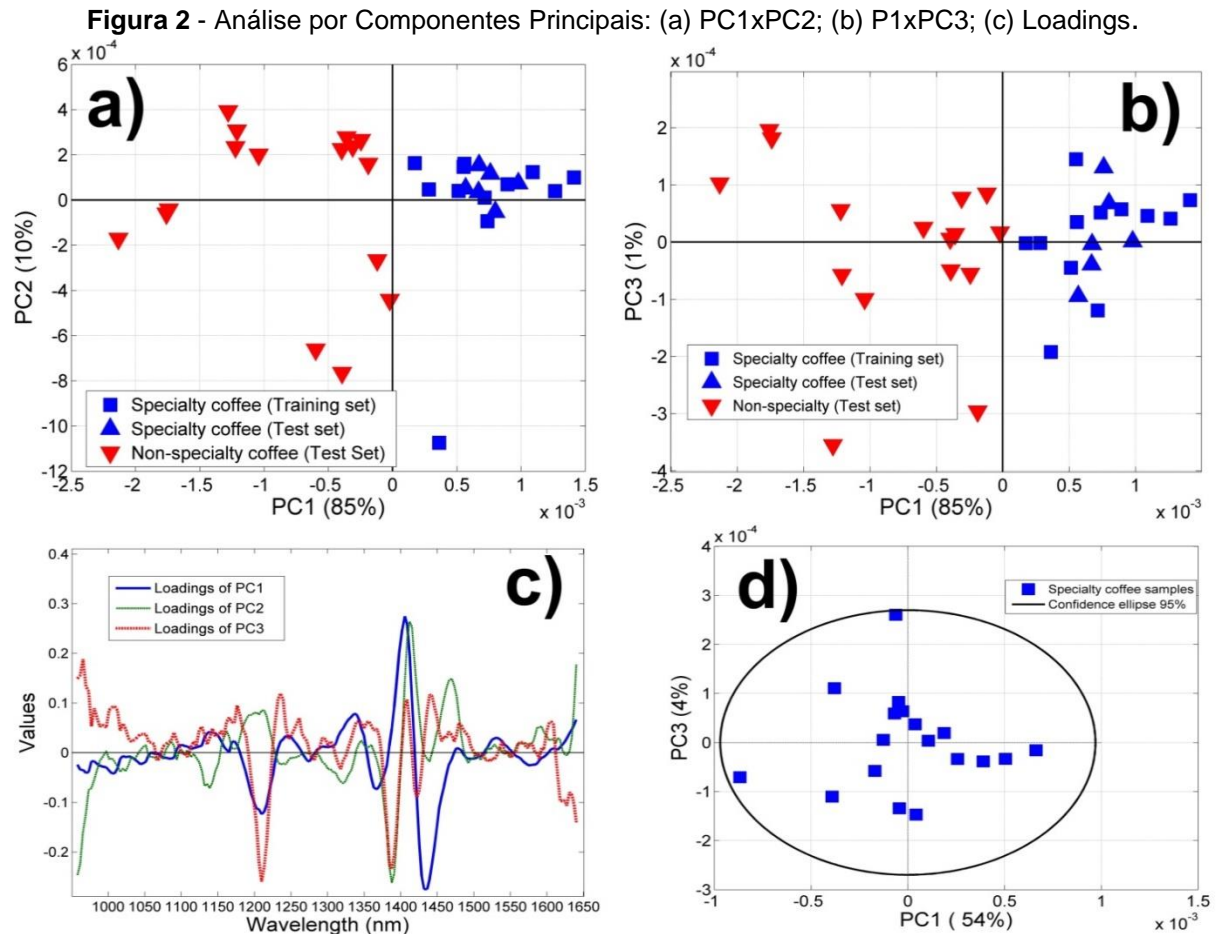 Figura 2 - Análise por Componentes Principais: (a) PC1xPC2; (b) P1xPC3; (c) Loadings.
x 10⁻⁴
a)
6
4
2
0
-2
-4
-6
-8
-10
-12
PC2 (10%)
Specialty coffee (Training set)
Specialty coffee (Test set)
Non-specialty coffee (Test Set)
-2.5 -2 -1.5 -1 -0.5 0 0.5 1 1.5
PC1 (85%)
x 10⁻³
x 10⁻⁴
b)
2
0
-1
-2
-3
-4
PC3 (1%)
Specialty coffee (Training set)
Specialty coffee (Test set)
Non-specialty (Test set)
-2.5 -2 -1.5 -1 -0.5 0 0.5 1 1.5
PC1 (85%)
x 10⁻³
c)
0.4
0.3
0.2
0.1
0
-0.1
-0.2
Values
Loadings of PC1
Loadings of PC2
Loadings of PC3
1000 1050 1100 1150 1200 1250 1300 1350 1400 1450 1500 1550 1600 1650
Wavelength (nm)
x 10⁻⁴
d)
4
3
2
1
0
-1
-2
-3
PC3 (4%)
Specialty coffee samples
Confidence ellipse 95%
-1 -0.5 0 0.5 1 1.5
PC1 ( 54%)
x 10⁻³